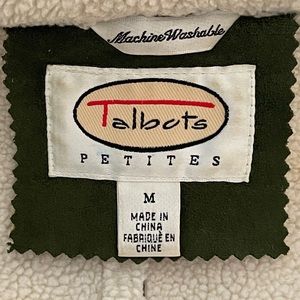 Machine Washable
Talbots
PETITES
M
MADE IN
CHINA
FABRIQUÉ EN
CHINE